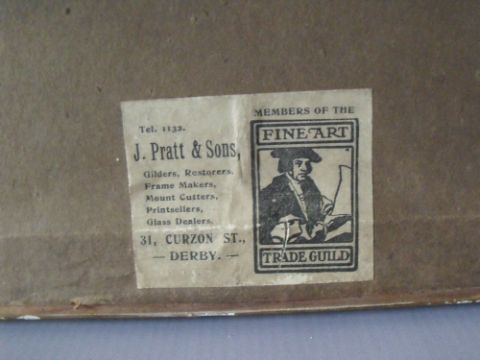 Tel. 1132.
J. Pratt & Sons,
Gilders, Restorers,
Frame Makers,
Mount Cutters,
Printsellers,
Glass Dealers,
31, CURZON ST.,
— DERBY. —
MEMBERS OF THE
FINE ART
TRADE GUILD